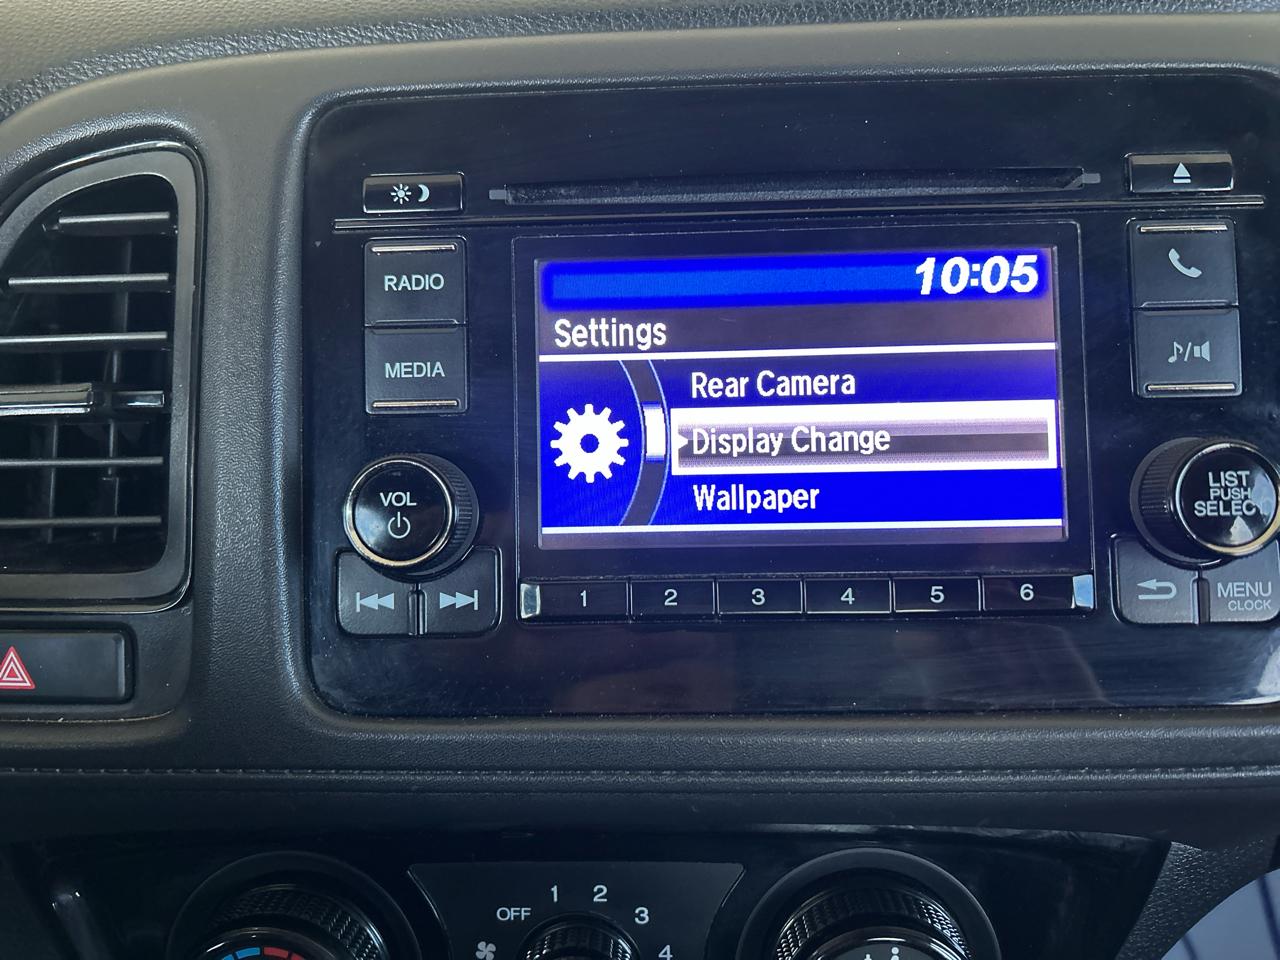 RADIO
MEDIA
VOL
10:05
Settings
Rear Camera
Display Change
Wallpaper
1 2 3 4 5 6
LIST
PUSH
SELECT
MENU
CLOCK
OFF 1 2 3 4